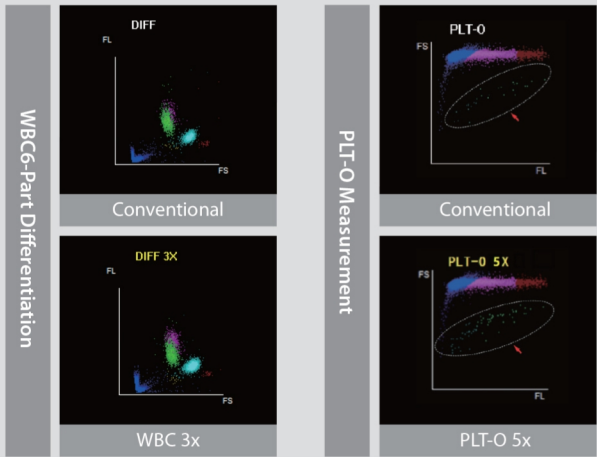 WBC6-Part Differentiation
DIFF
FL
FS
Conventional
DIFF 3X
FL
FS
WBC 3x
PLT-O Measurement
PLT-O
FS
FL
Conventional
PLT-O 5X
FS
FL
PLT-O 5x